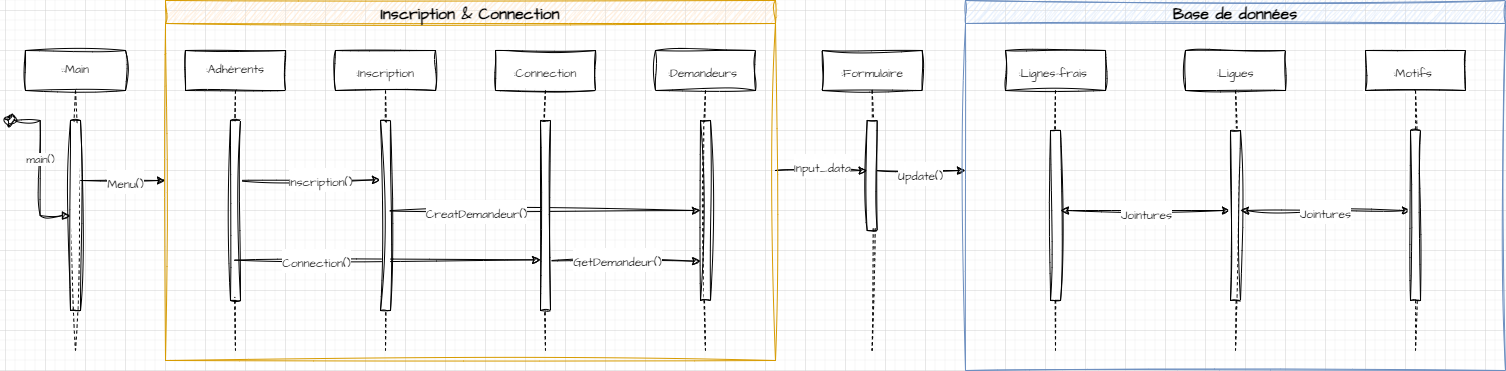 Inscription & Connection
Base de données
:Main
:Adhérents
:Inscription
:Connection
:Demandeurs
:Formulaire
:Lignes-frais
:Ligues
:Motifs
main()
Menu()
Inscription()
Input_data
Update()
CreatDemandeur()
Jointures
Jointures
Connection()
GetDemandeur()